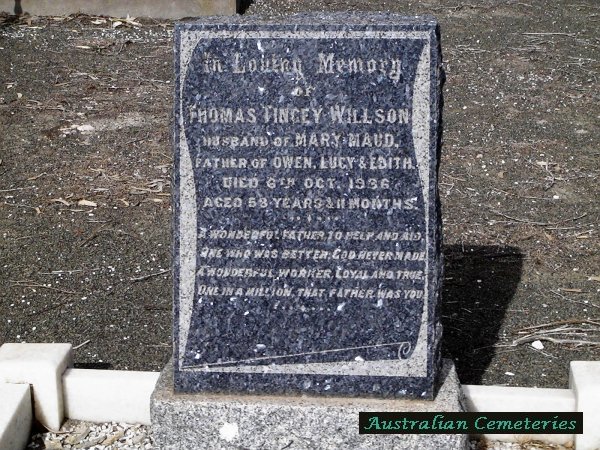 In Loving Memory
of
THOMAS TINGEY WILLSON
HUSBAND OF MARY MAUD.
FATHER OF OWEN, LUCY & EDITH.
DIED 6TH OCT. 1936
AGED 58 YEARS & 11 MONTHS.
A WONDERFUL FATHER TO HELP AND AID
ONE WHO WAS BETTER, GOD NEVER MADE
A WONDERFUL WORKER, LOYAL AND TRUE,
ONE IN A MILLION, THAT FATHER WAS YOU.
Australian Cemeteries